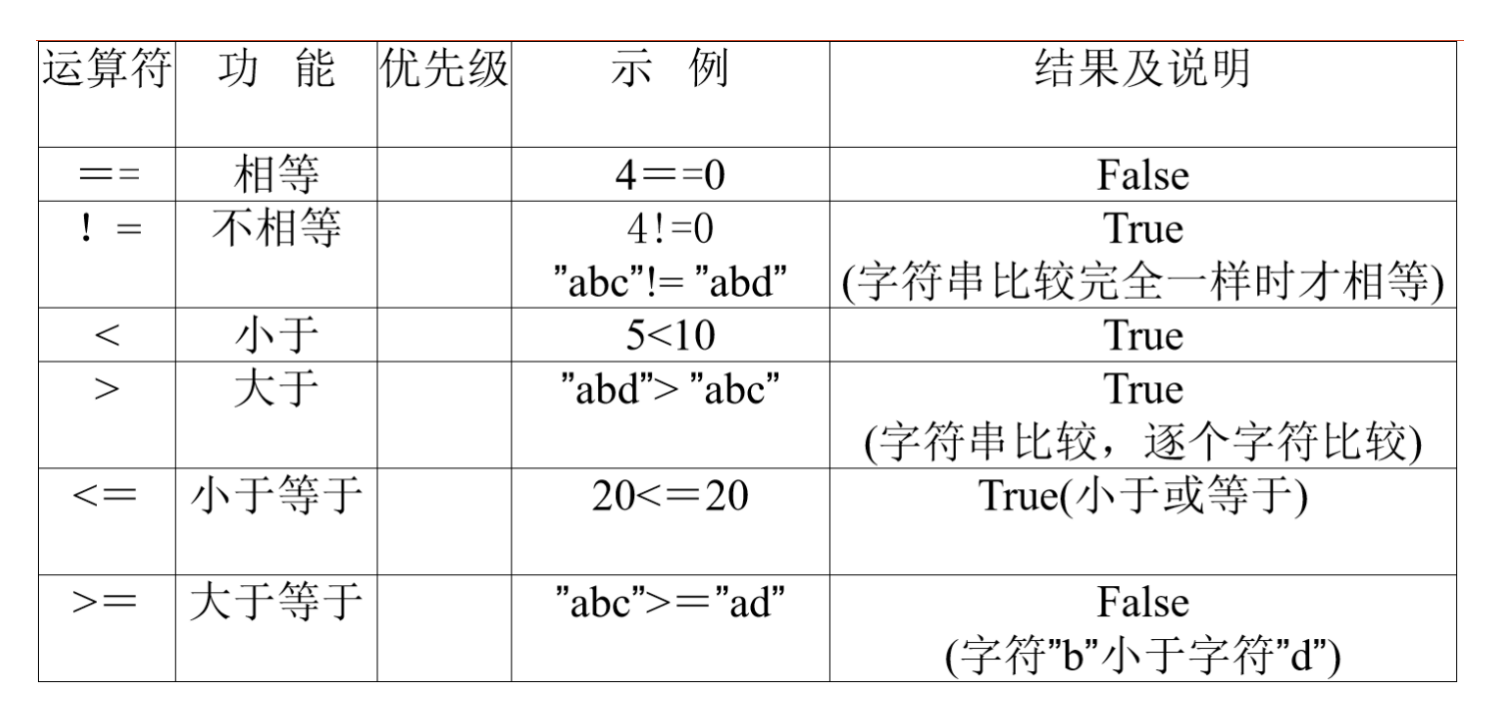 运算符 功 能 优先级 示 例 结果及说明
== 相等 4==0 False
! = 不相等 4!=0 True
"abc"!= "abd" (字符串比较完全一样时才相等)
< 小于 5<10 True
> 大于 ”abd”> ”abc” True
(字符串比较，逐个字符比较)
<= 小于等于 20<=20 True(小于或等于)
>= 大于等于 ”abc”>=”ad” False
(字符”b”小于字符”d”)